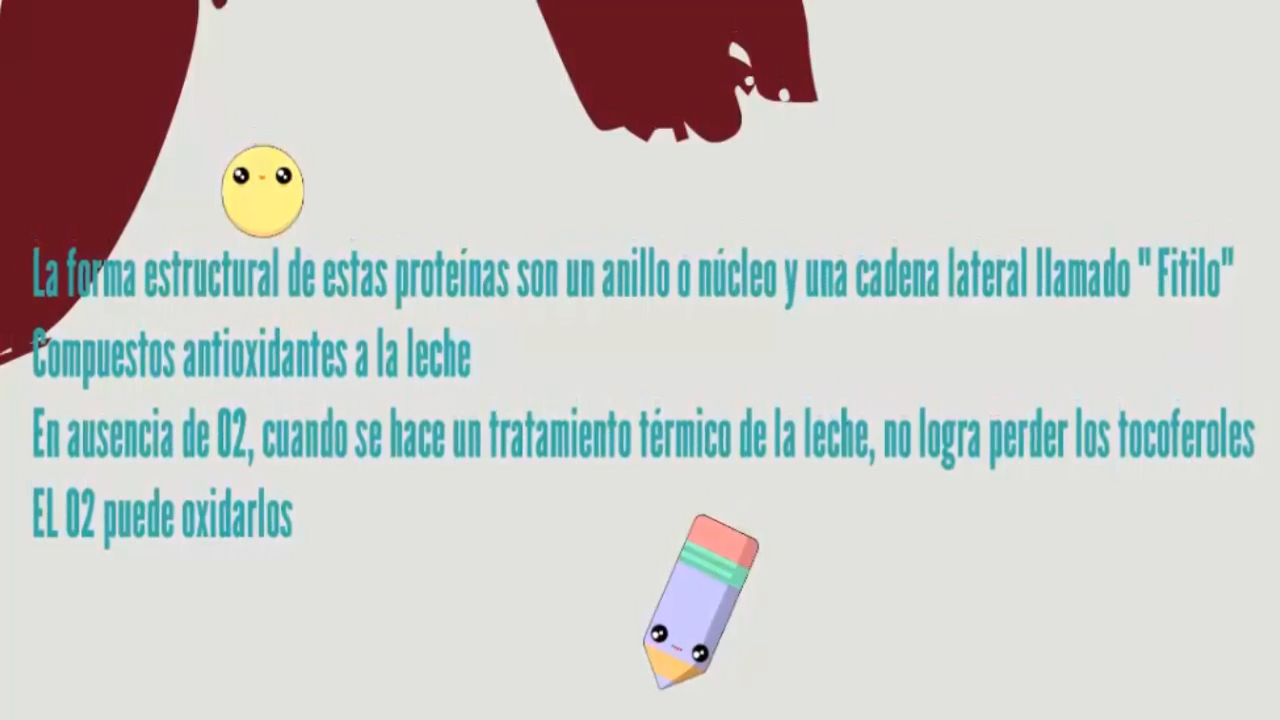 La forma estructural de estas proteínas son un anillo o núcleo y una cadena lateral llamado " Fitilo"
Compuestos antioxidantes a la leche
En ausencia de O2, cuando se hace un tratamiento térmico de la leche, no logra perder los tocoferoles
EL O2 puede oxidarlos